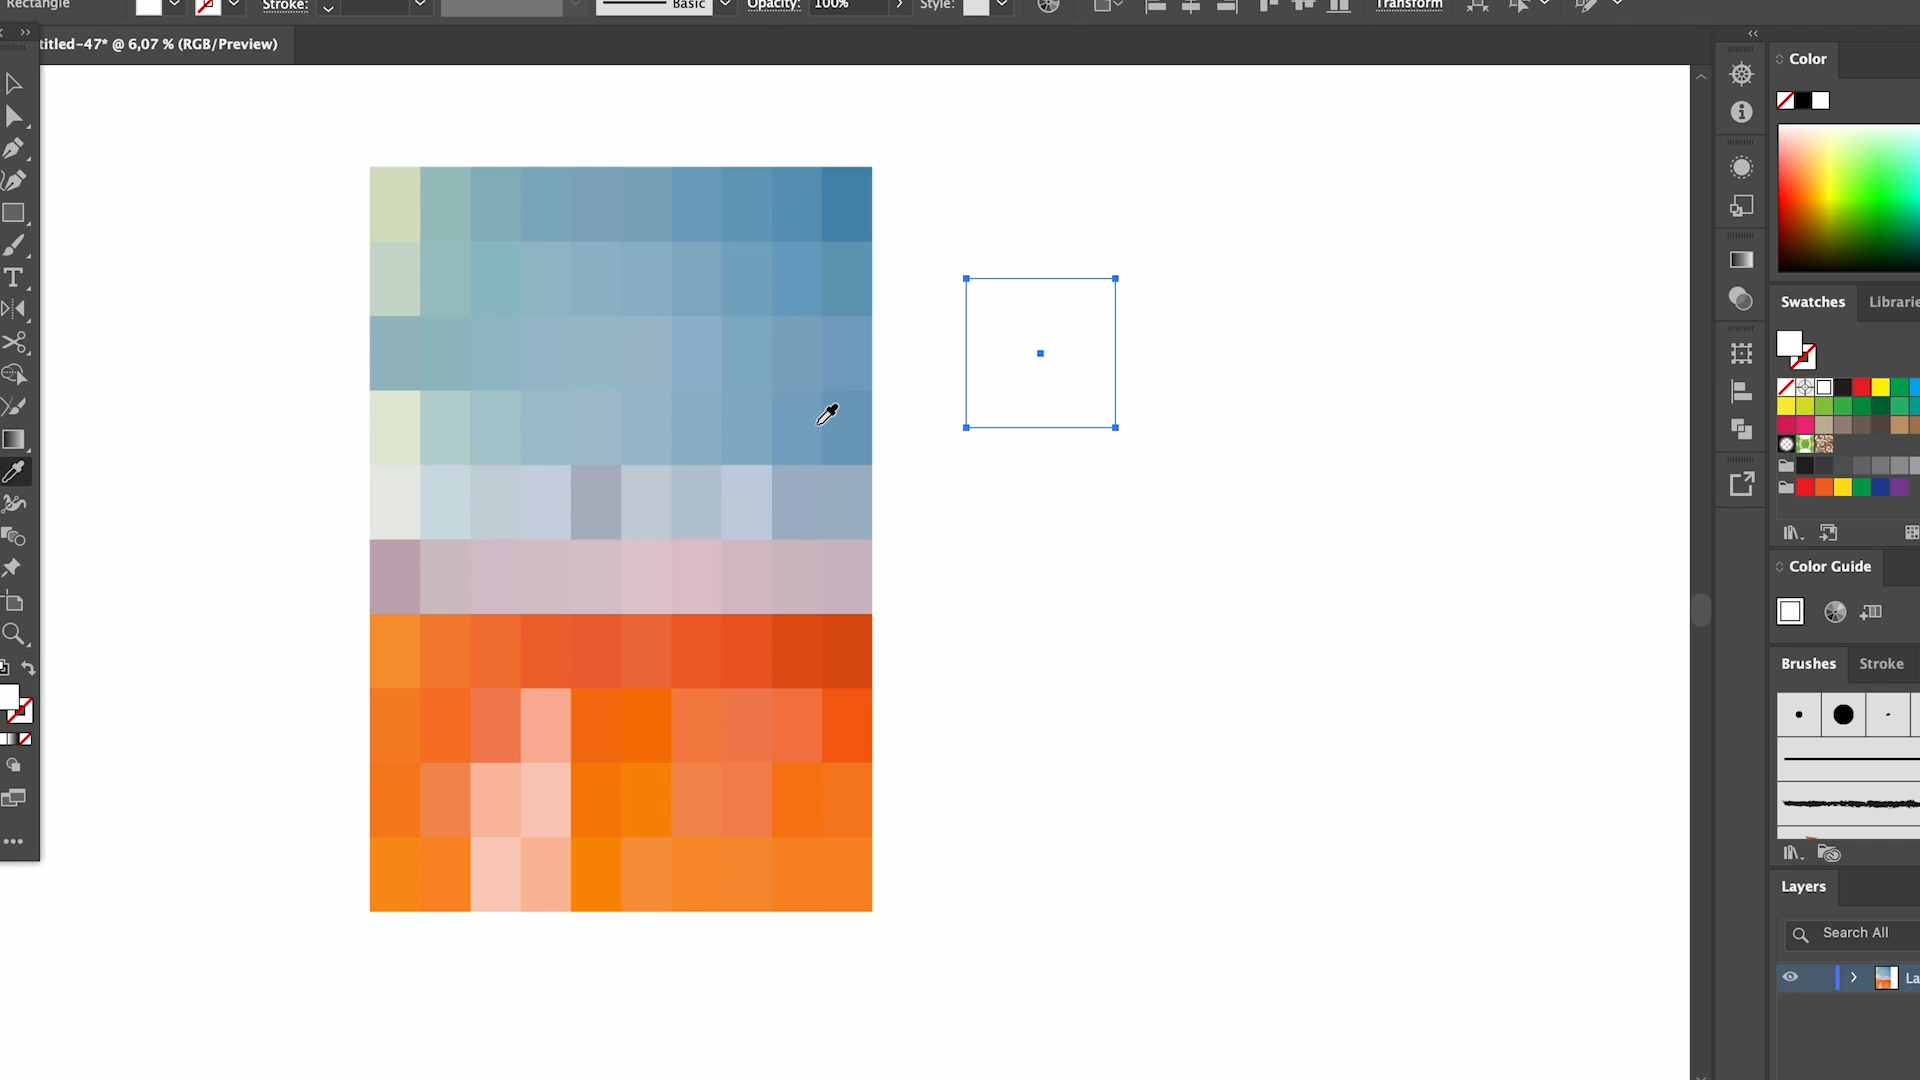 Rectangle Stroke: Basic Opacity: 100% Style: Transform
titled-47* @ 6,07 % (RGB/Preview)
Color
Swatches Librarie
Color Guide
Brushes Stroke
Layers
Search All
La